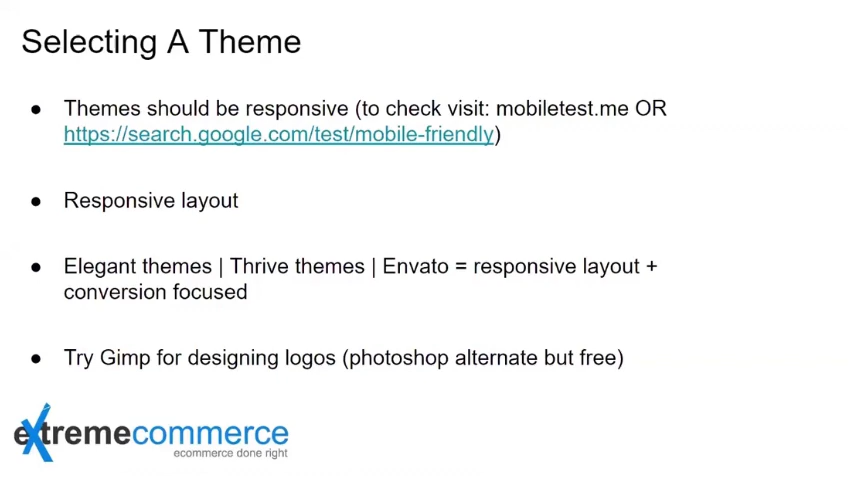 Selecting A Theme
● Themes should be responsive (to check visit: mobiletest.me OR
https://search.google.com/test/mobile-friendly)
● Responsive layout
● Elegant themes | Thrive themes | Envato = responsive layout +
conversion focused
● Try Gimp for designing logos (photoshop alternate but free)
extremecommerce
ecommerce done right